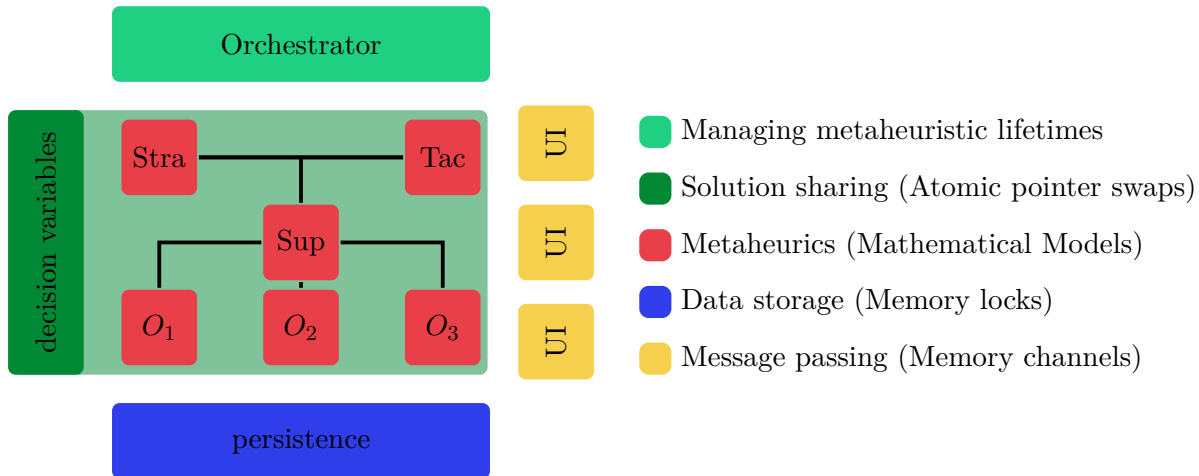 Orchestrator
decision variables
Stra
Tac
Sup
O₁
O₂
O₃
UI
UI
UI
persistence
Managing metaheuristic lifetimes
Solution sharing (Atomic pointer swaps)
Metaheurics (Mathematical Models)
Data storage (Memory locks)
Message passing (Memory channels)